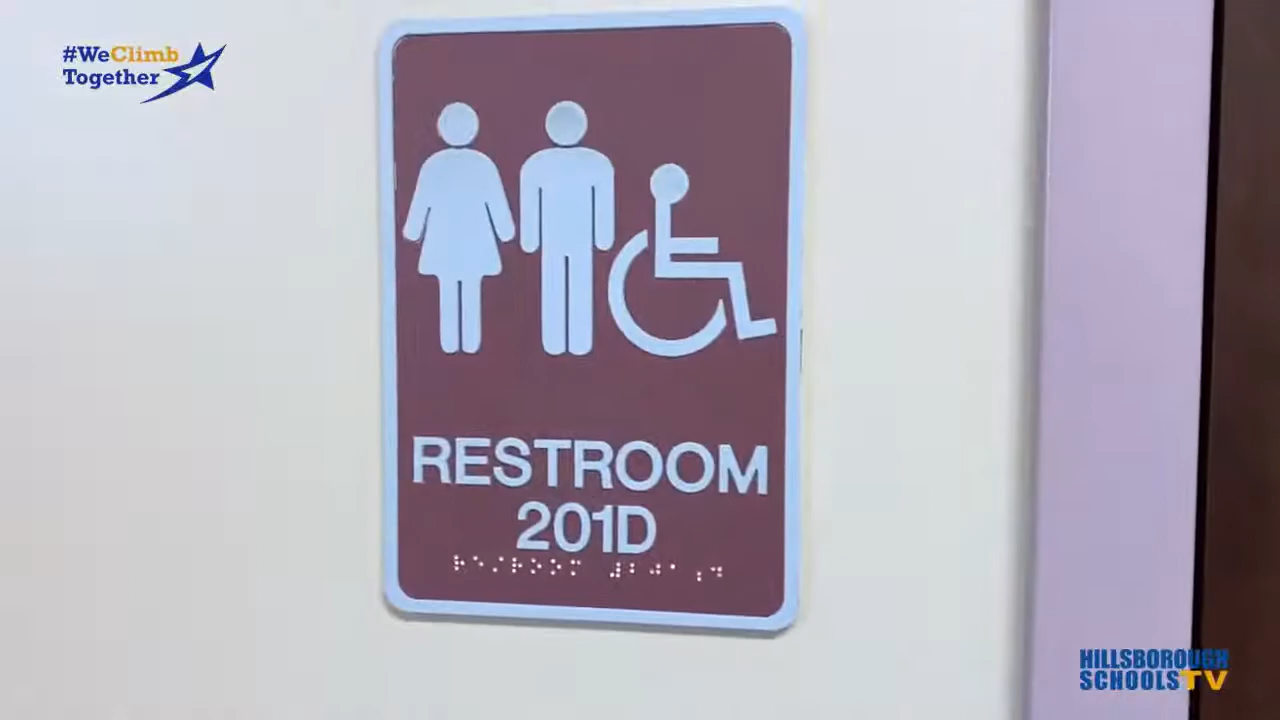 #WeClimb
Together
RESTROOM
201D
HILLSBOROUGH
SCHOOLSTV